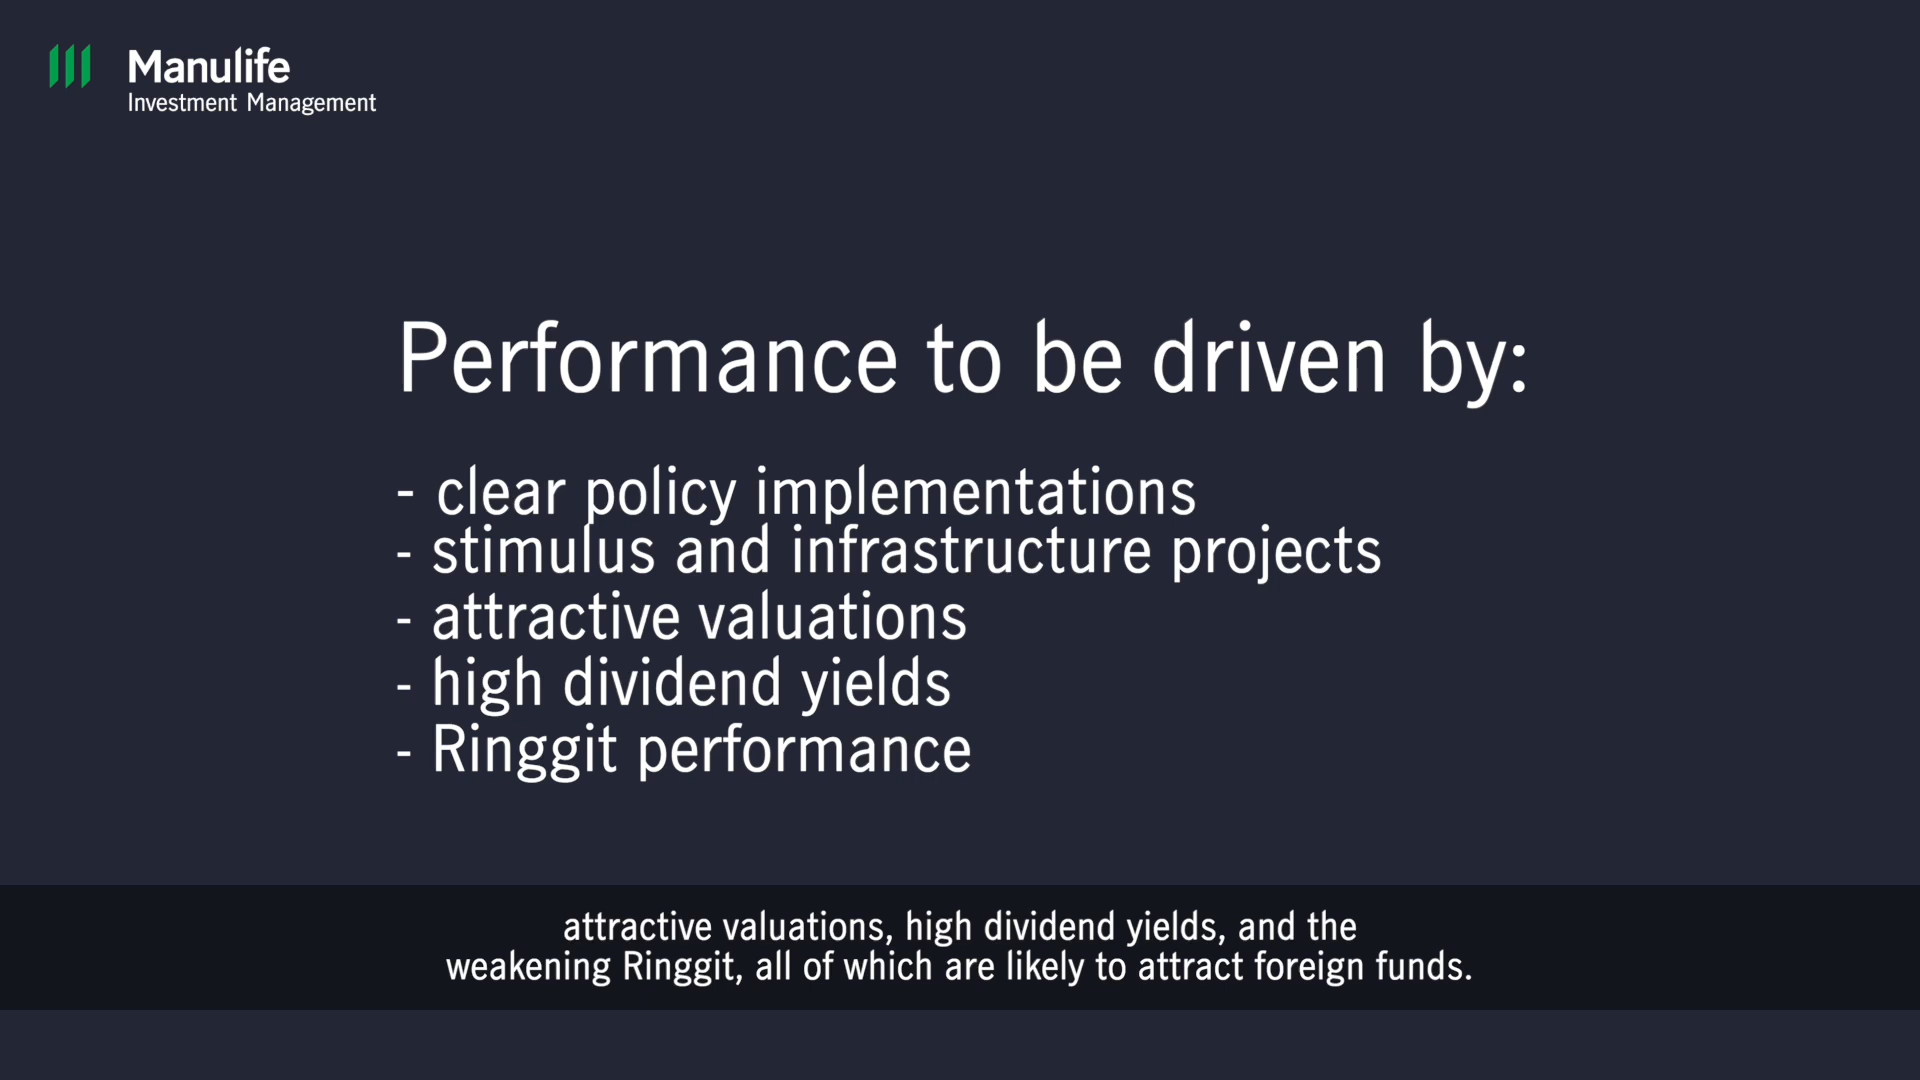 Manulife
Investment Management
Performance to be driven by:
- clear policy implementations
- stimulus and infrastructure projects
- attractive valuations
- high dividend yields
- Ringgit performance
attractive valuations, high dividend yields, and the
weakening Ringgit, all of which are likely to attract foreign funds.